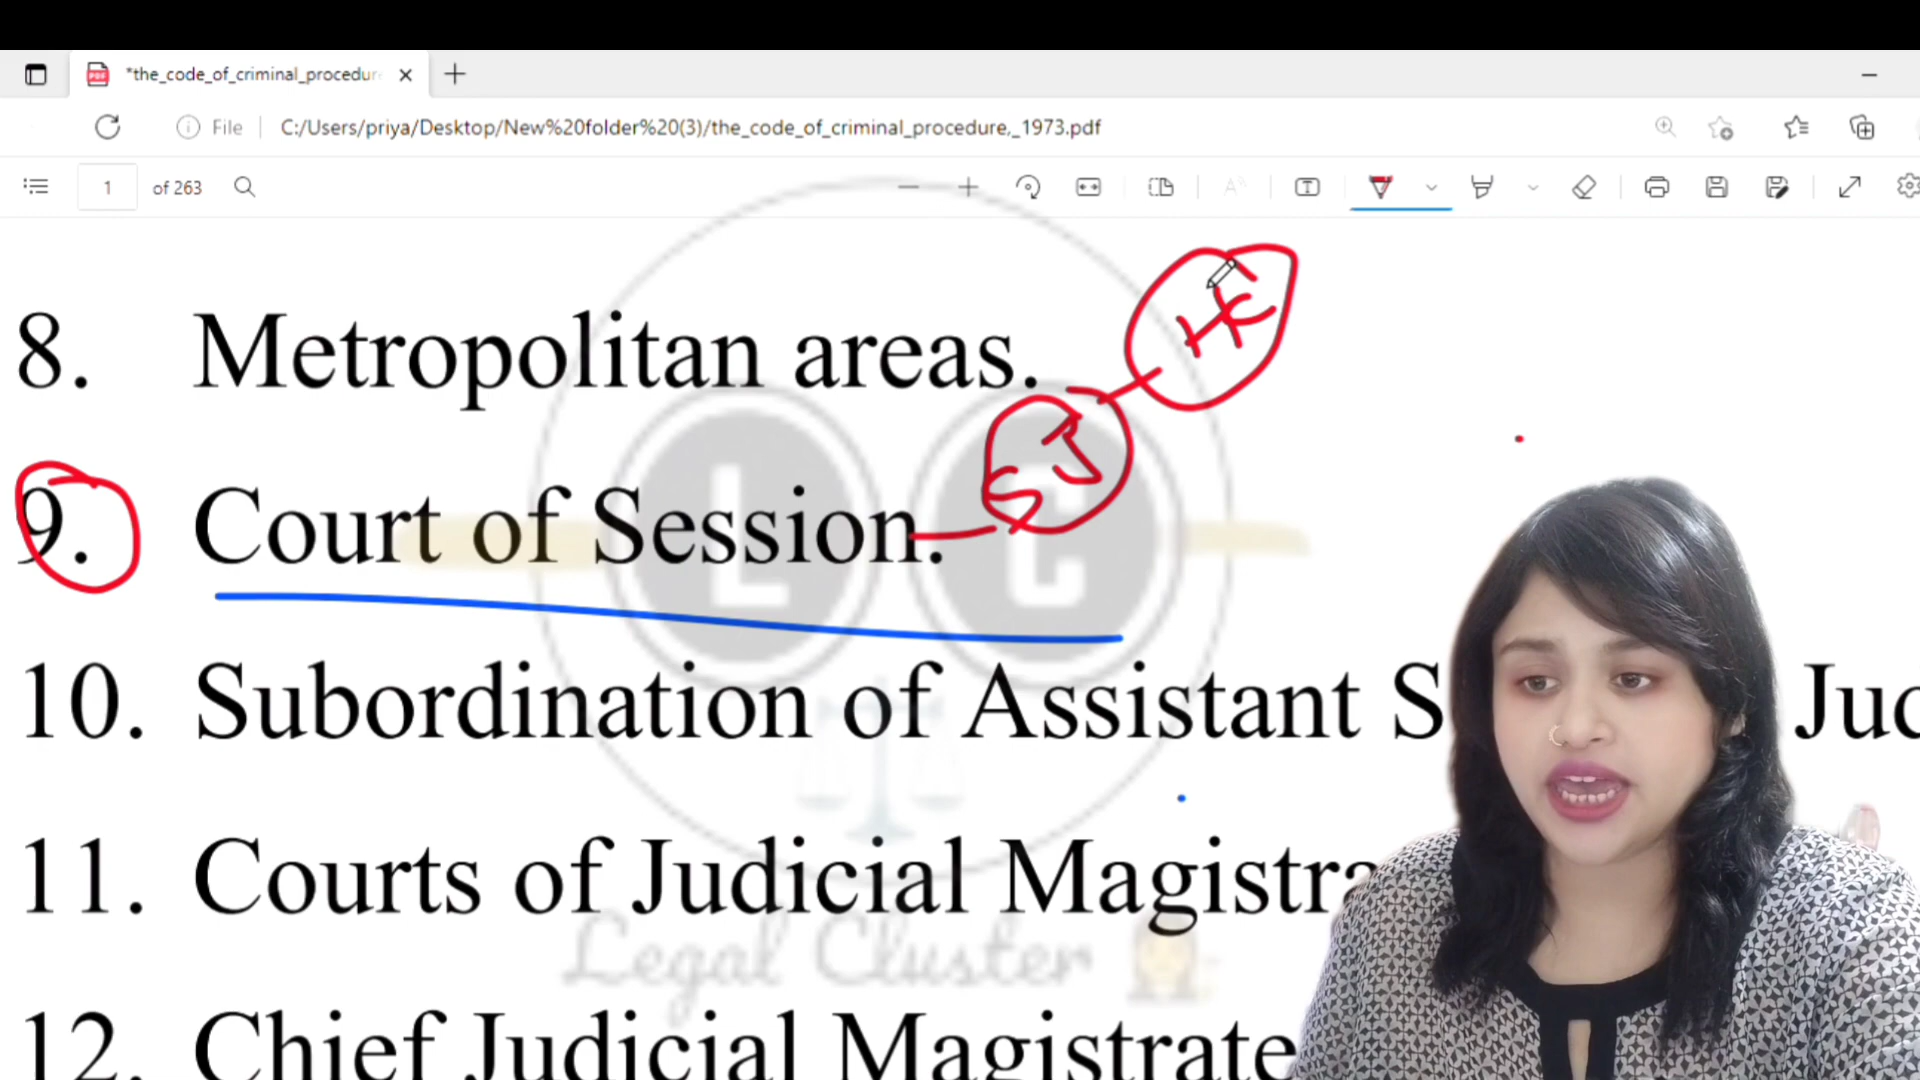 *the_code_of_criminal_procedur
File C:/Users/priya/Desktop/New%20folder%20(3)/the_code_of_criminal_procedure,_1973.pdf
1 of 263
8. Metropolitan areas.
HC
SJ
9. Court of Session.
L C
10. Subordination of Assistant S Juc
11. Courts of Judicial Magistra
Legal Cluster
12. Chief Judicial Magistrate